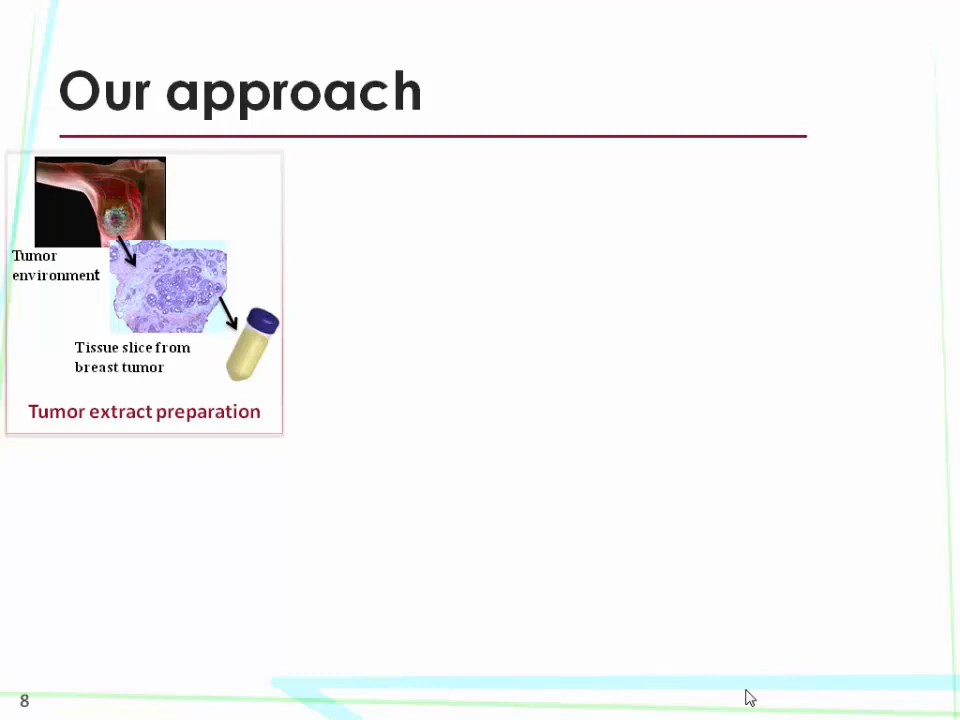 Our approach
Tumor
environment
Tissue slice from
breast tumor
Tumor extract preparation
8